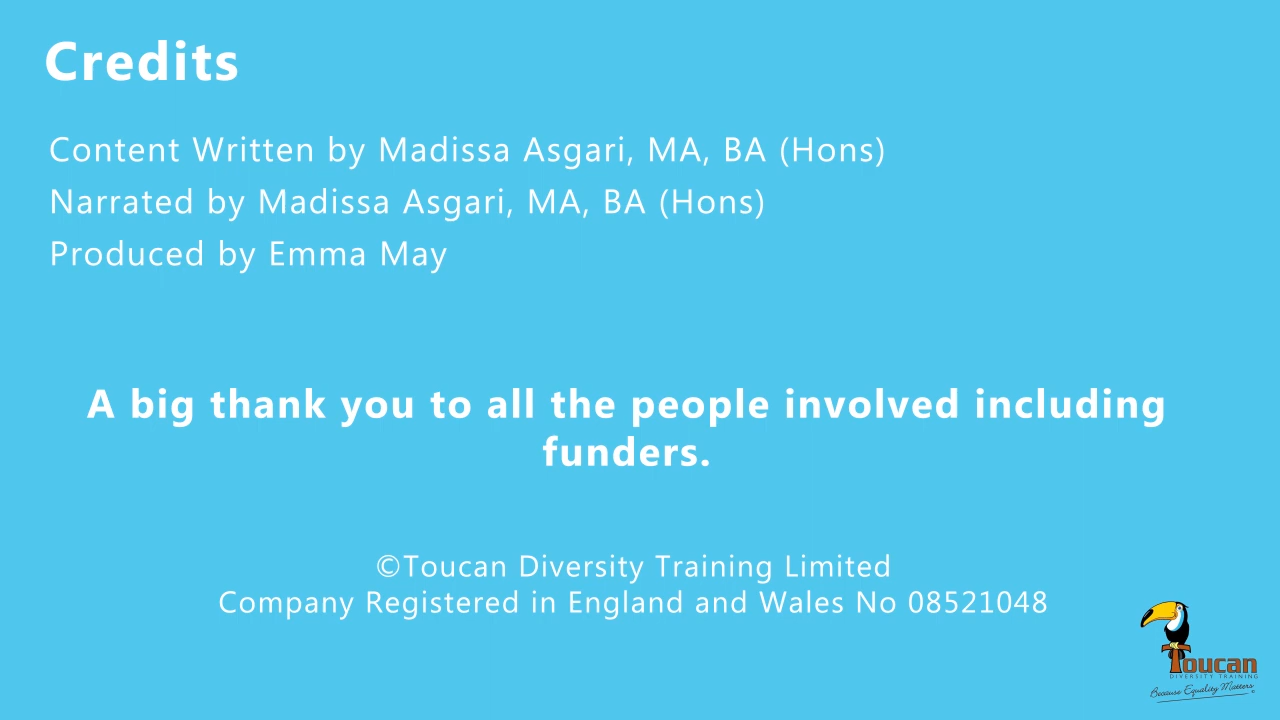 Credits
Content Written by Madissa Asgari, MA, BA (Hons)
Narrated by Madissa Asgari, MA, BA (Hons)
Produced by Emma May
A big thank you to all the people involved including
funders.
©Toucan Diversity Training Limited
Company Registered in England and Wales No 08521048
Toucan
DIVERSITY TRAINING
Because Equality Matters